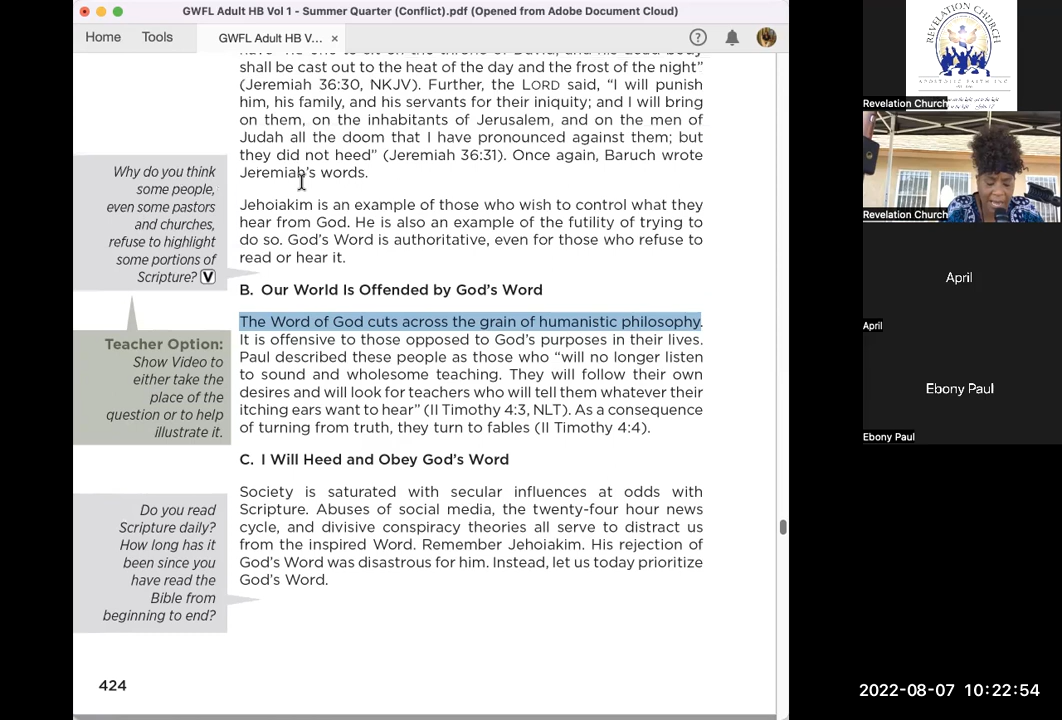 GWFL Adult HB Vol 1 - Summer Quarter (Conflict).pdf (Opened from Adobe Document Cloud)
Home Tools GWFL Adult HB V... ×
shall be cast out to the heat of the day and the frost of the night”
(Jeremiah 36:30, NKJV). Further, the LORD said, “I will punish
him, his family, and his servants for their iniquity; and I will bring
on them, on the inhabitants of Jerusalem, and on the men of
Judah all the doom that I have pronounced against them; but
they did not heed” (Jeremiah 36:31). Once again, Baruch wrote
Jeremiah’s words.
Why do you think
some people,
even some pastors
and churches,
refuse to highlight
some portions of
Scripture? V
Jehoiakim is an example of those who wish to control what they
hear from God. He is also an example of the futility of trying to
do so. God’s Word is authoritative, even for those who refuse to
read or hear it.
B. Our World Is Offended by God’s Word
The Word of God cuts across the grain of humanistic philosophy.
It is offensive to those opposed to God’s purposes in their lives.
Paul described these people as those who “will no longer listen
to sound and wholesome teaching. They will follow their own
desires and will look for teachers who will tell them whatever their
itching ears want to hear” (II Timothy 4:3, NLT). As a consequence
of turning from truth, they turn to fables (II Timothy 4:4).
Teacher Option:
Show Video to
either take the
place of the
question or to help
illustrate it.
C. I Will Heed and Obey God’s Word
Society is saturated with secular influences at odds with
Scripture. Abuses of social media, the twenty-four hour news
cycle, and divisive conspiracy theories all serve to distract us
from the inspired Word. Remember Jehoiakim. His rejection of
God’s Word was disastrous for him. Instead, let us today prioritize
God’s Word.
Do you read
Scripture daily?
How long has it
been since you
have read the
Bible from
beginning to end?
424
REVELATION CHURCH
Revelation Church
Revelation Church
April
April
Ebony Paul
Ebony Paul
2022-08-07 10:22:54